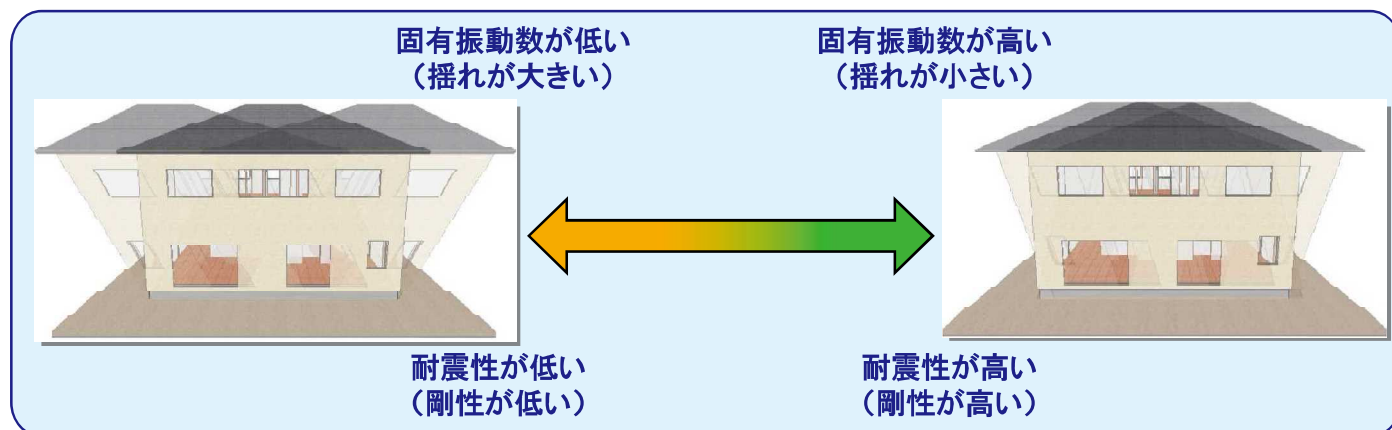 固有振動数が低い
（揺れが大きい）
固有振動数が高い
（揺れが小さい）
耐震性が低い
（剛性が低い）
耐震性が高い
（剛性が高い）